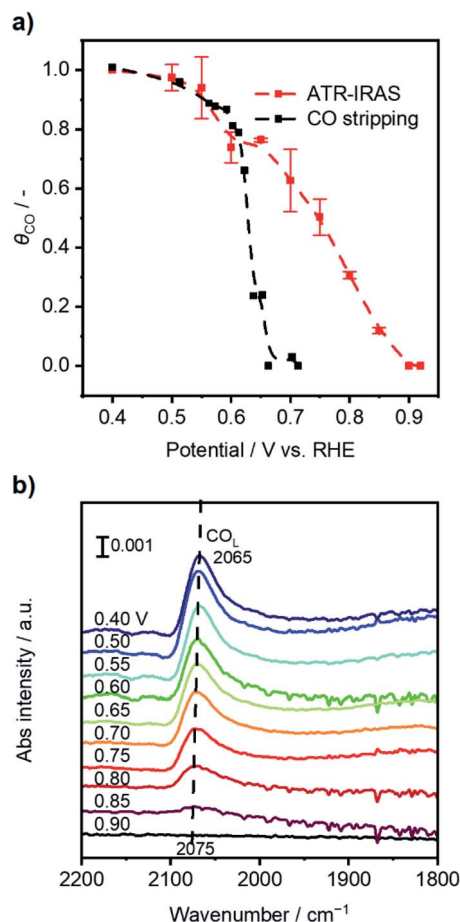 a)
1.0
0.8
0.6
0.4
0.2
0.0
θCO / -
ATR-IRAS
CO stripping
0.4 0.5 0.6 0.7 0.8 0.9
Potential / V vs. RHE
b)
0.001
COL
2065
0.40 V
0.50
0.55
0.60
0.65
0.70
0.75
0.80
0.85
0.90
2075
Abs intensity / a.u.
2200 2100 2000 1900 1800
Wavenumber / cm⁻¹